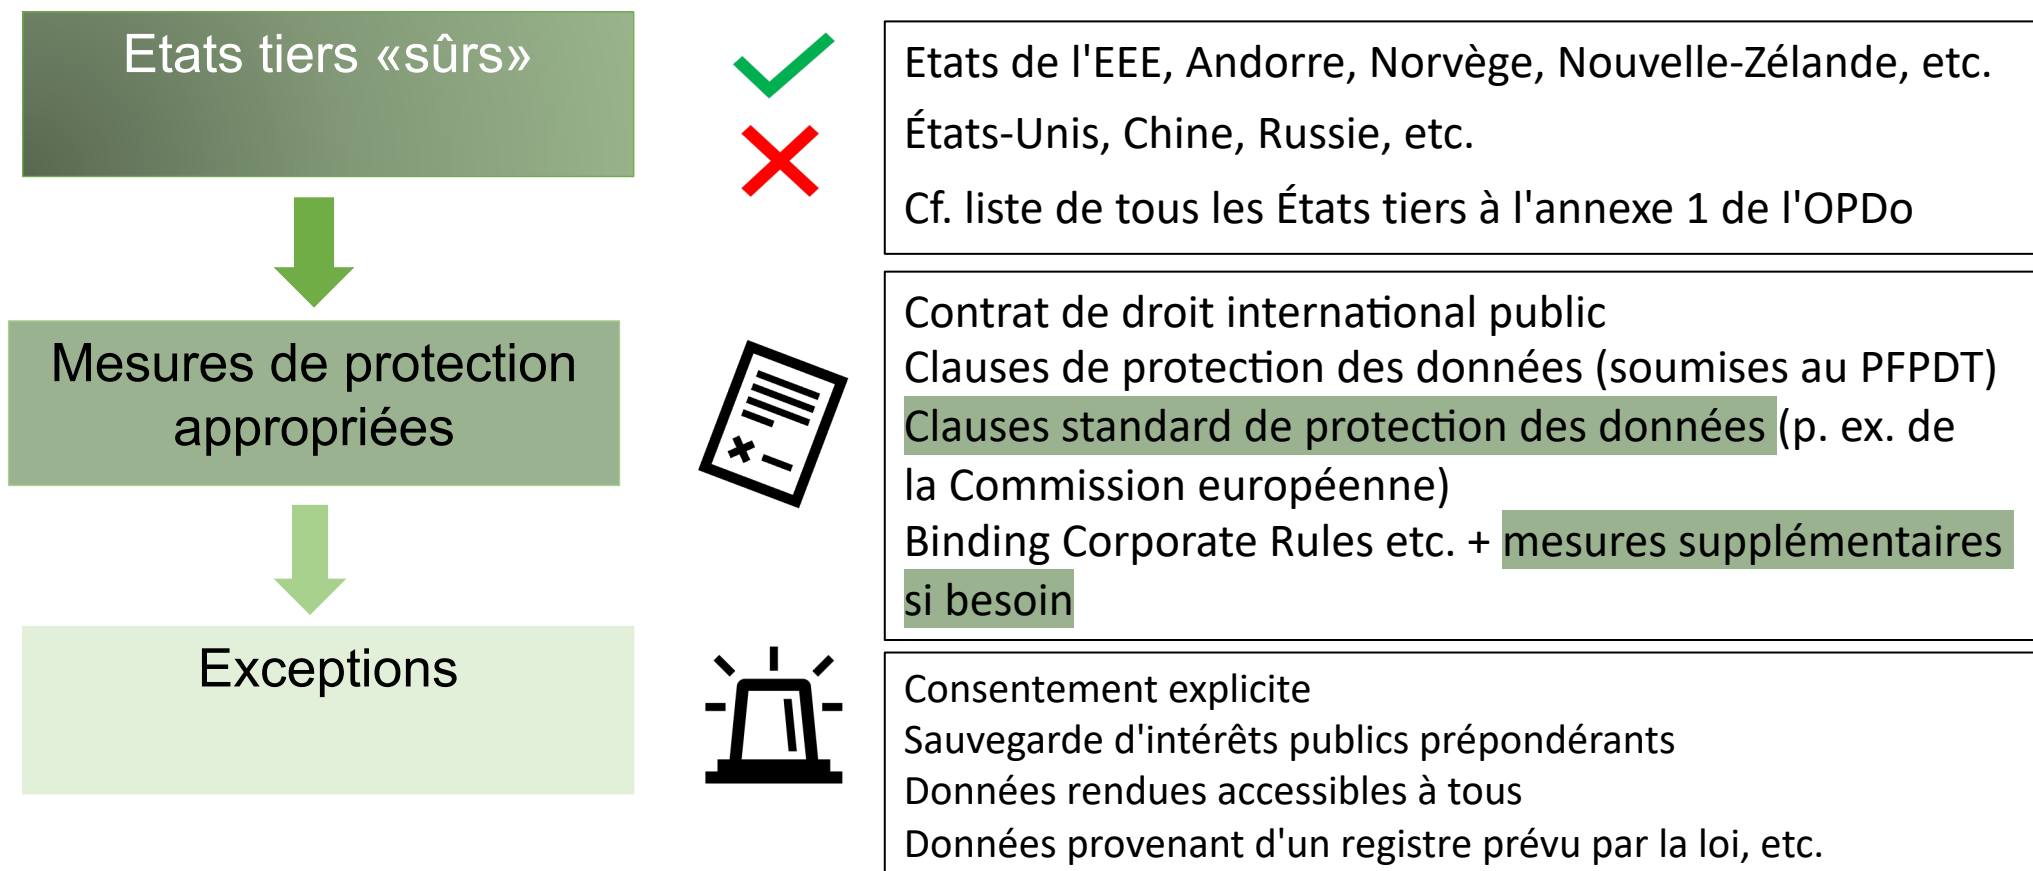 Etats tiers «sûrs»
Etats de l'EEE, Andorre, Norvège, Nouvelle-Zélande, etc.
États-Unis, Chine, Russie, etc.
Cf. liste de tous les États tiers à l'annexe 1 de l'OPDo
Mesures de protection
appropriées
Contrat de droit international public
Clauses de protection des données (soumises au PFPDT)
Clauses standard de protection des données (p. ex. de
la Commission européenne)
Binding Corporate Rules etc. + mesures supplémentaires
si besoin
Exceptions
Consentement explicite
Sauvegarde d'intérêts publics prépondérants
Données rendues accessibles à tous
Données provenant d'un registre prévu par la loi, etc.